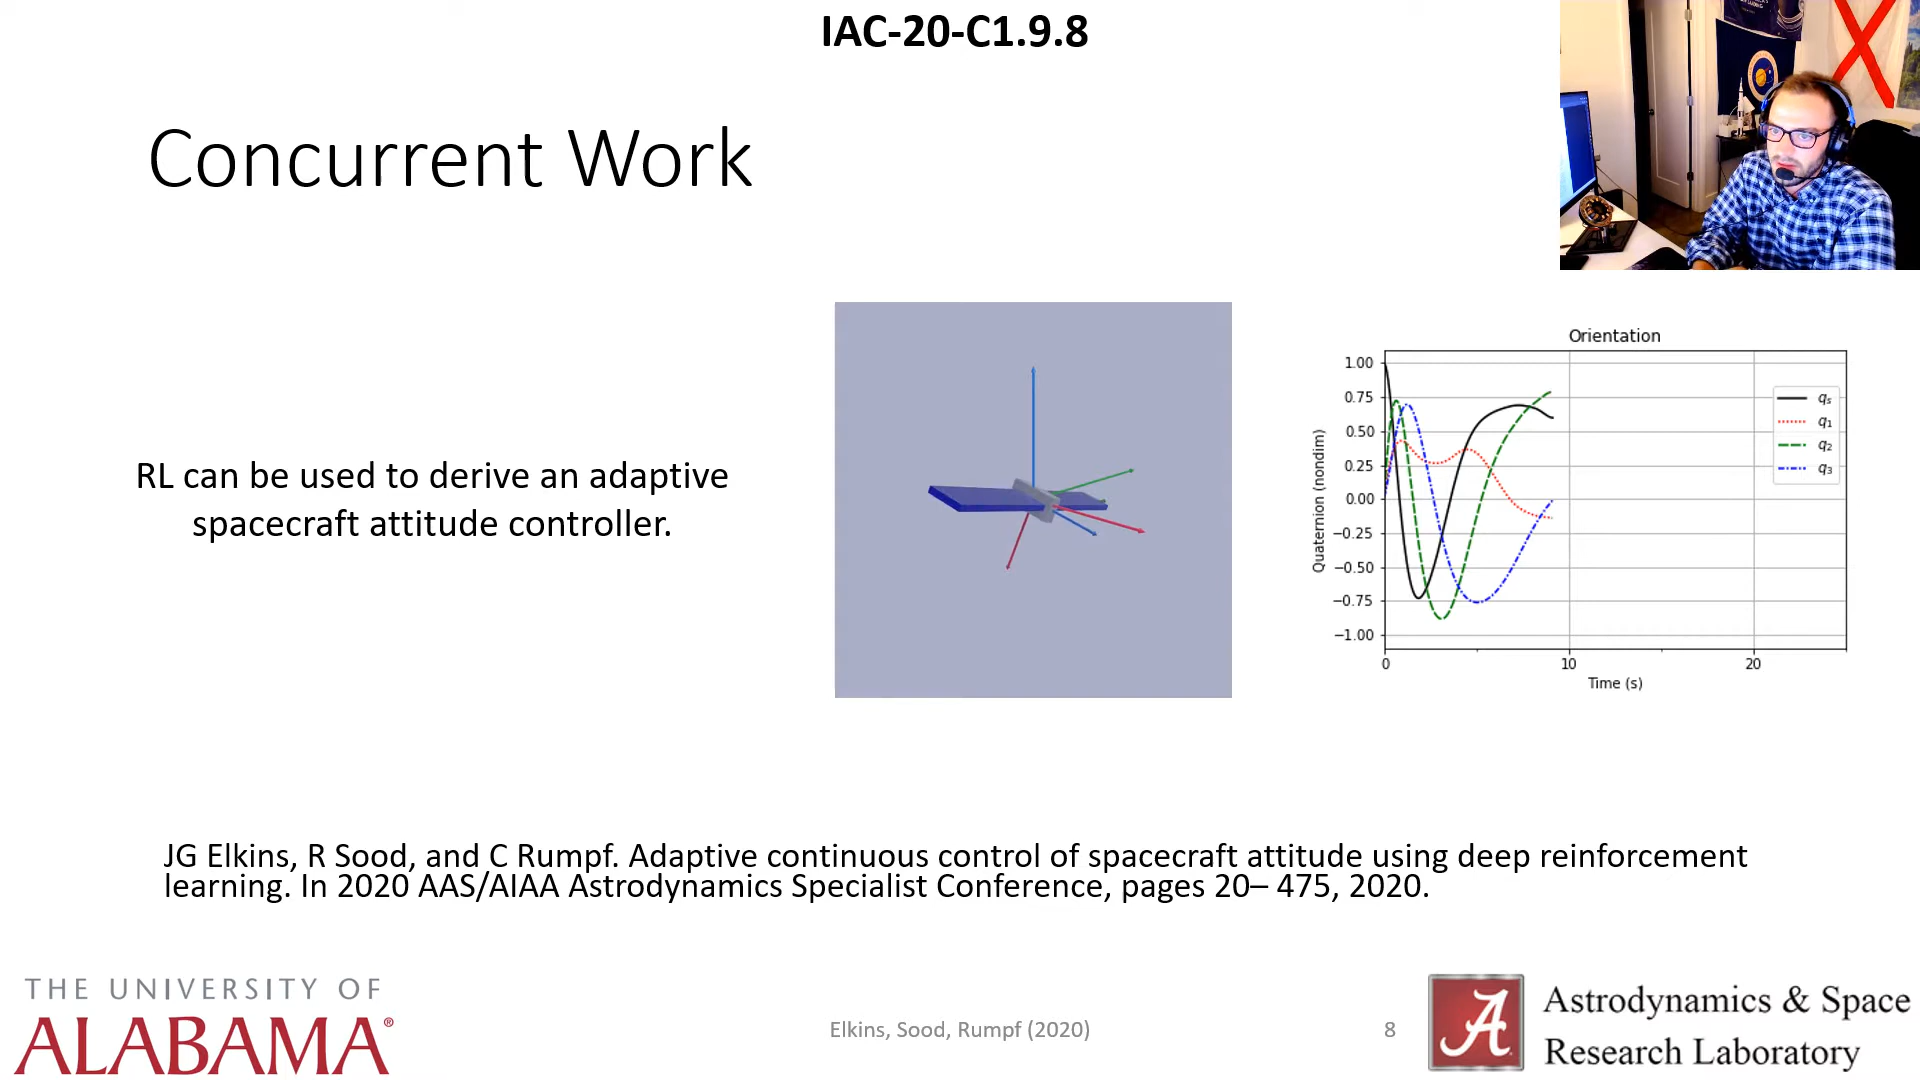 IAC-20-C1.9.8
Concurrent Work
RL can be used to derive an adaptive
spacecraft attitude controller.
Orientation
1.00
0.75
0.50
0.25
0.00
−0.25
−0.50
−0.75
−1.00
Quaternion (nondim)
qs
q1
q2
q3
0 10 20
Time (s)
JG Elkins, R Sood, and C Rumpf. Adaptive continuous control of spacecraft attitude using deep reinforcement
learning. In 2020 AAS/AIAA Astrodynamics Specialist Conference, pages 20– 475, 2020.
THE UNIVERSITY OF
ALABAMA®
Elkins, Sood, Rumpf (2020)
8
A
Astrodynamics & Space
Research Laboratory